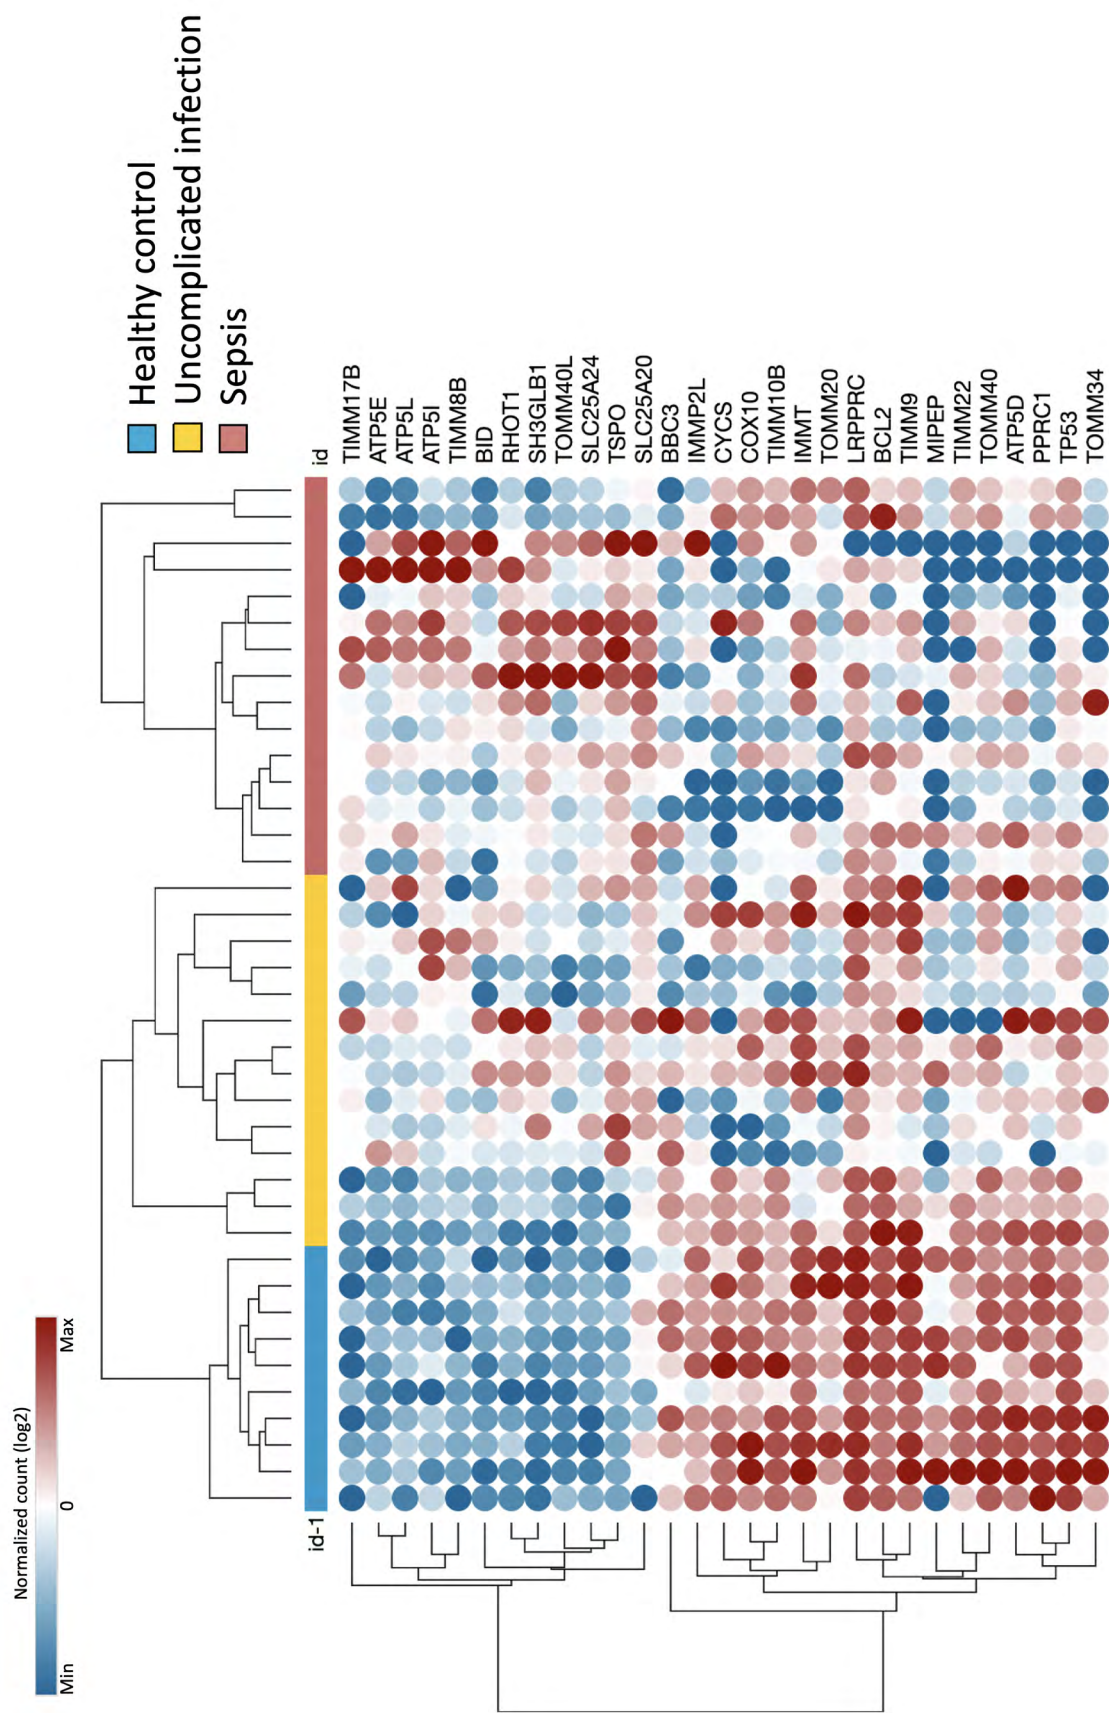 Normalized count (log2)
Min
0
Max
Healthy control
Uncomplicated infection
Sepsis
id-1
id
TIMM17B
ATP5E
ATP5L
ATP5I
TIMM8B
BID
RHOT1
SH3GLB1
TOMM40L
SLC25A24
TSPO
SLC25A20
BBC3
IMMP2L
CYCS
COX10
TIMM10B
IMMT
TOMM20
LRPPRC
BCL2
TIMM9
MIPEP
TIMM22
TOMM40
ATP5D
PPRC1
TP53
TOMM34